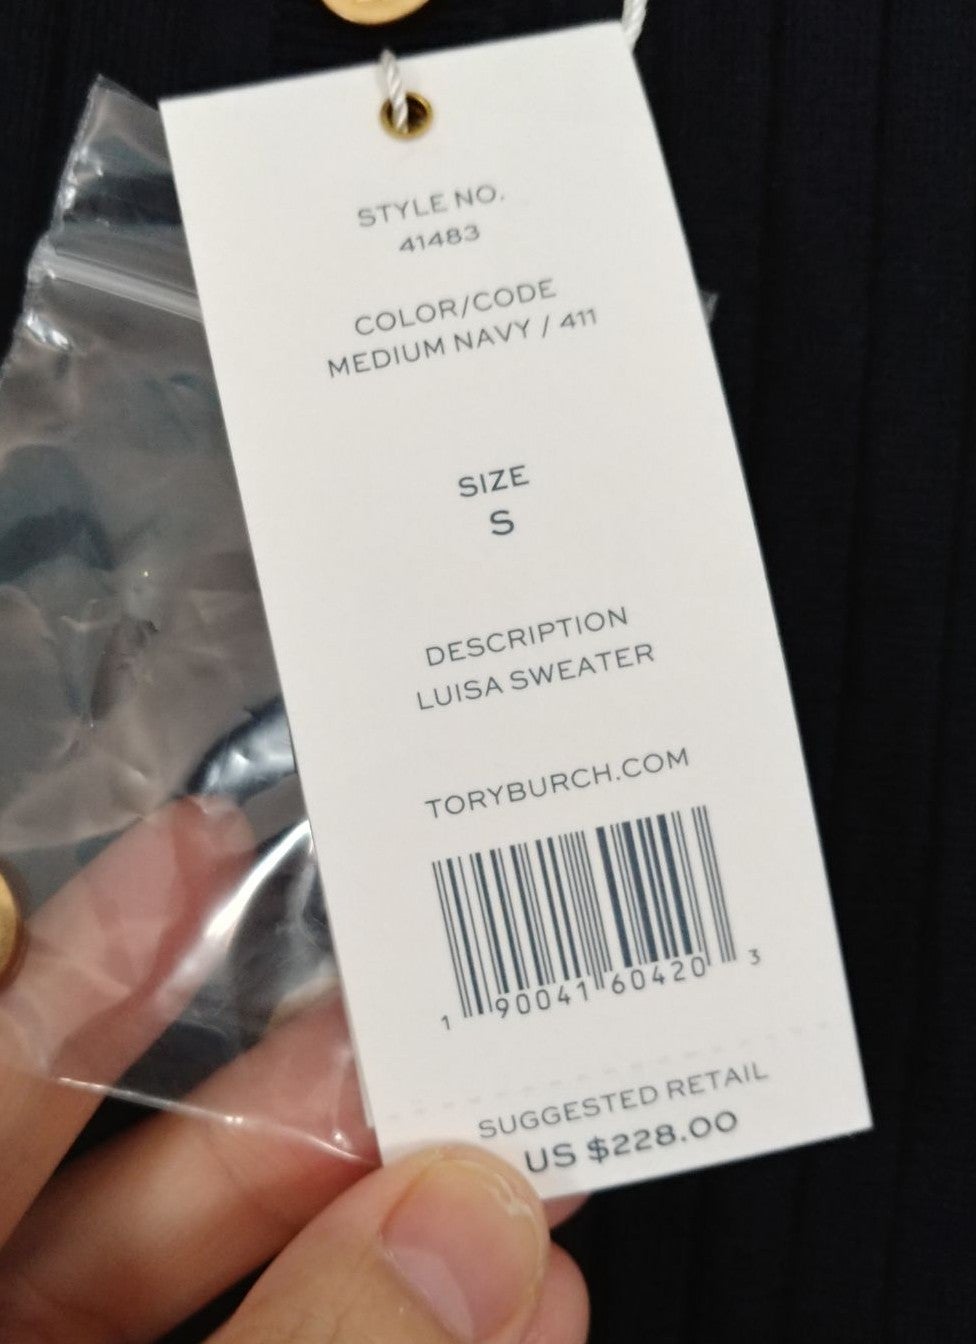 STYLE NO.
41483
COLOR/CODE
MEDIUM NAVY / 411
SIZE
S
DESCRIPTION
LUISA SWEATER
TORYBURCH.COM
1 90041 60420 3
SUGGESTED RETAIL
US $228.00